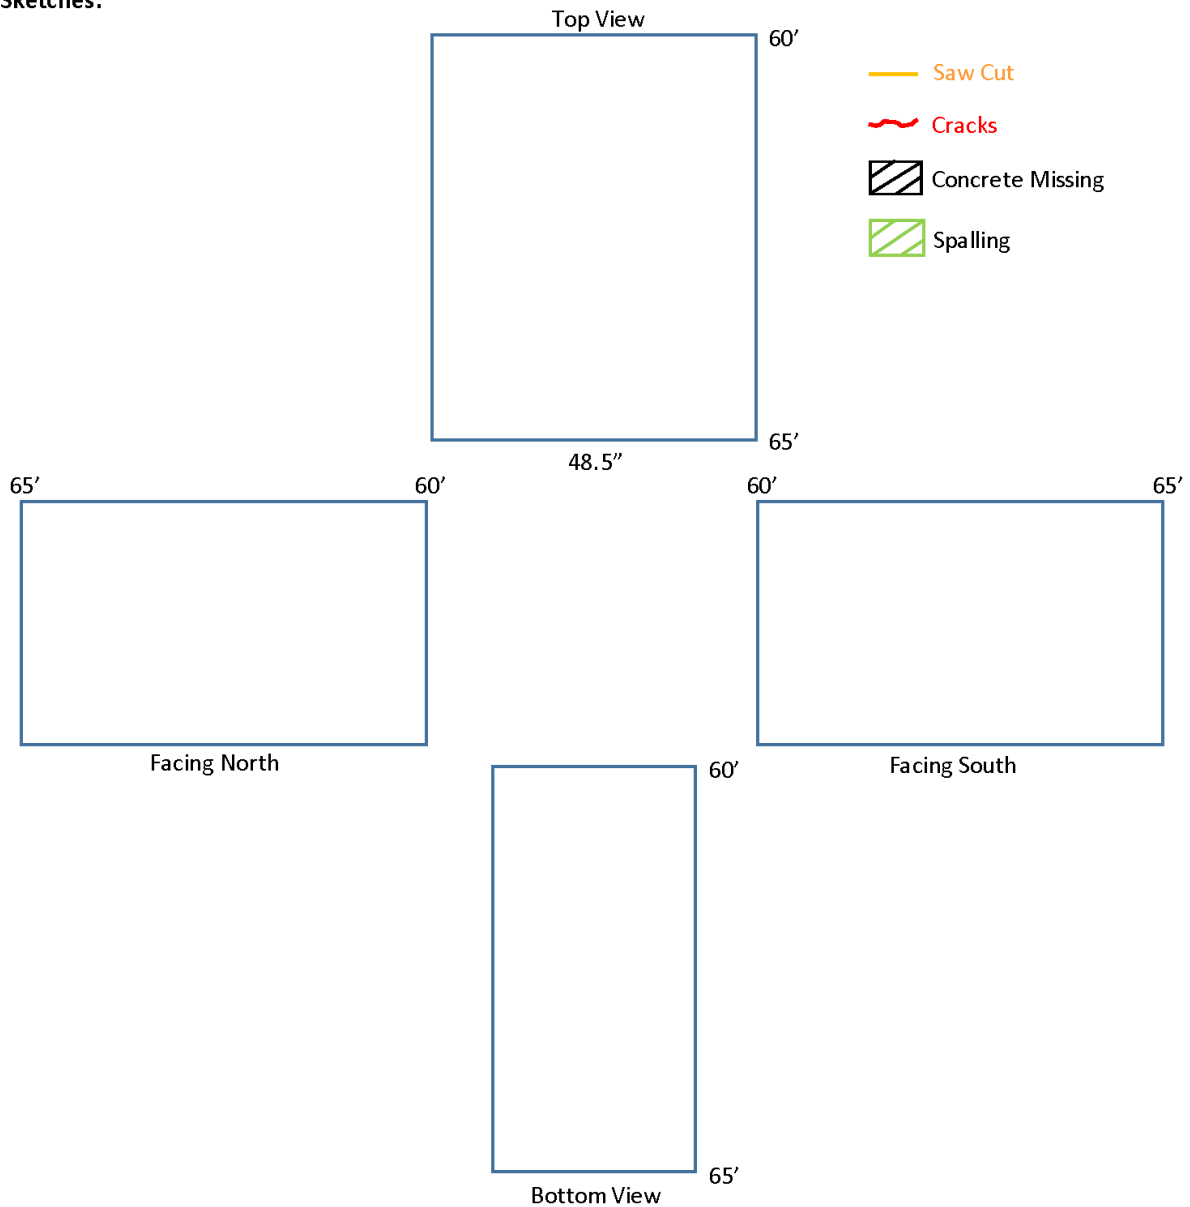 Sketches:
Top View
60’
Saw Cut
Cracks
Concrete Missing
Spalling
65’
48.5”
65’
60’
60’
65’
Facing North
Facing South
60’
65’
Bottom View